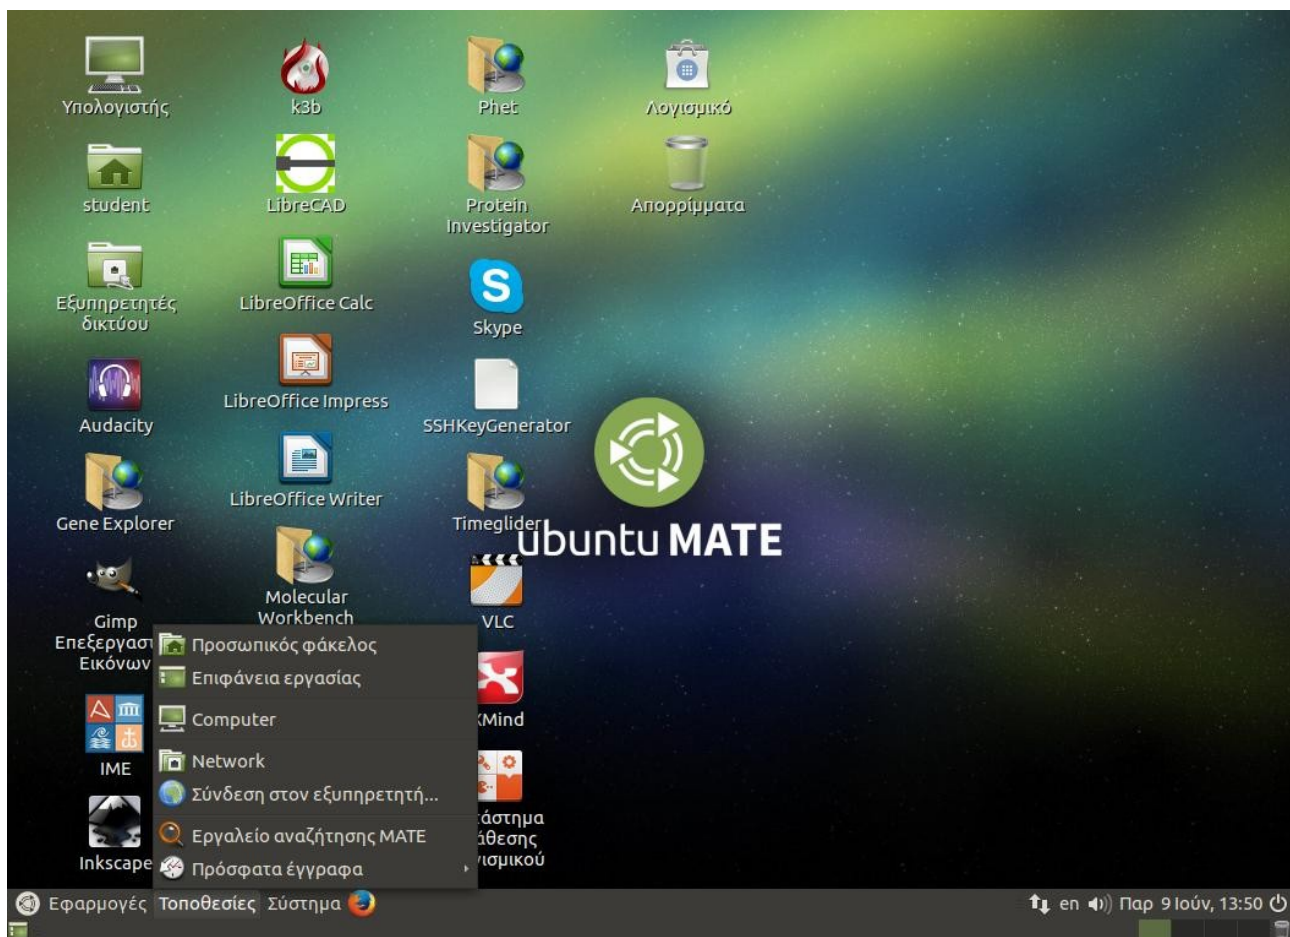 Υπολογιστής
student
Εξυπηρετητές
δικτύου
Audacity
Gene Explorer
Gimp
Εικόνων
IME
Inkscape
k3b
LibreCAD
LibreOffice Calc
LibreOffice Impress
LibreOffice Writer
Molecular
Workbench
Phet
Protein
Investigator
Skype
SSHKeyGenerator
Timeglider
VLC
Λογισμικό
Απορρίμματα
ubuntu MATE
Προσωπικός φάκελος
Επιφάνεια εργασίας
Computer
Network
Σύνδεση στον εξυπηρετητή...
Εργαλείο αναζήτησης MATE
Πρόσφατα έγγραφα
Εφαρμογές Τοποθεσίες Σύστημα
en Παρ 9 Ιούν, 13:50